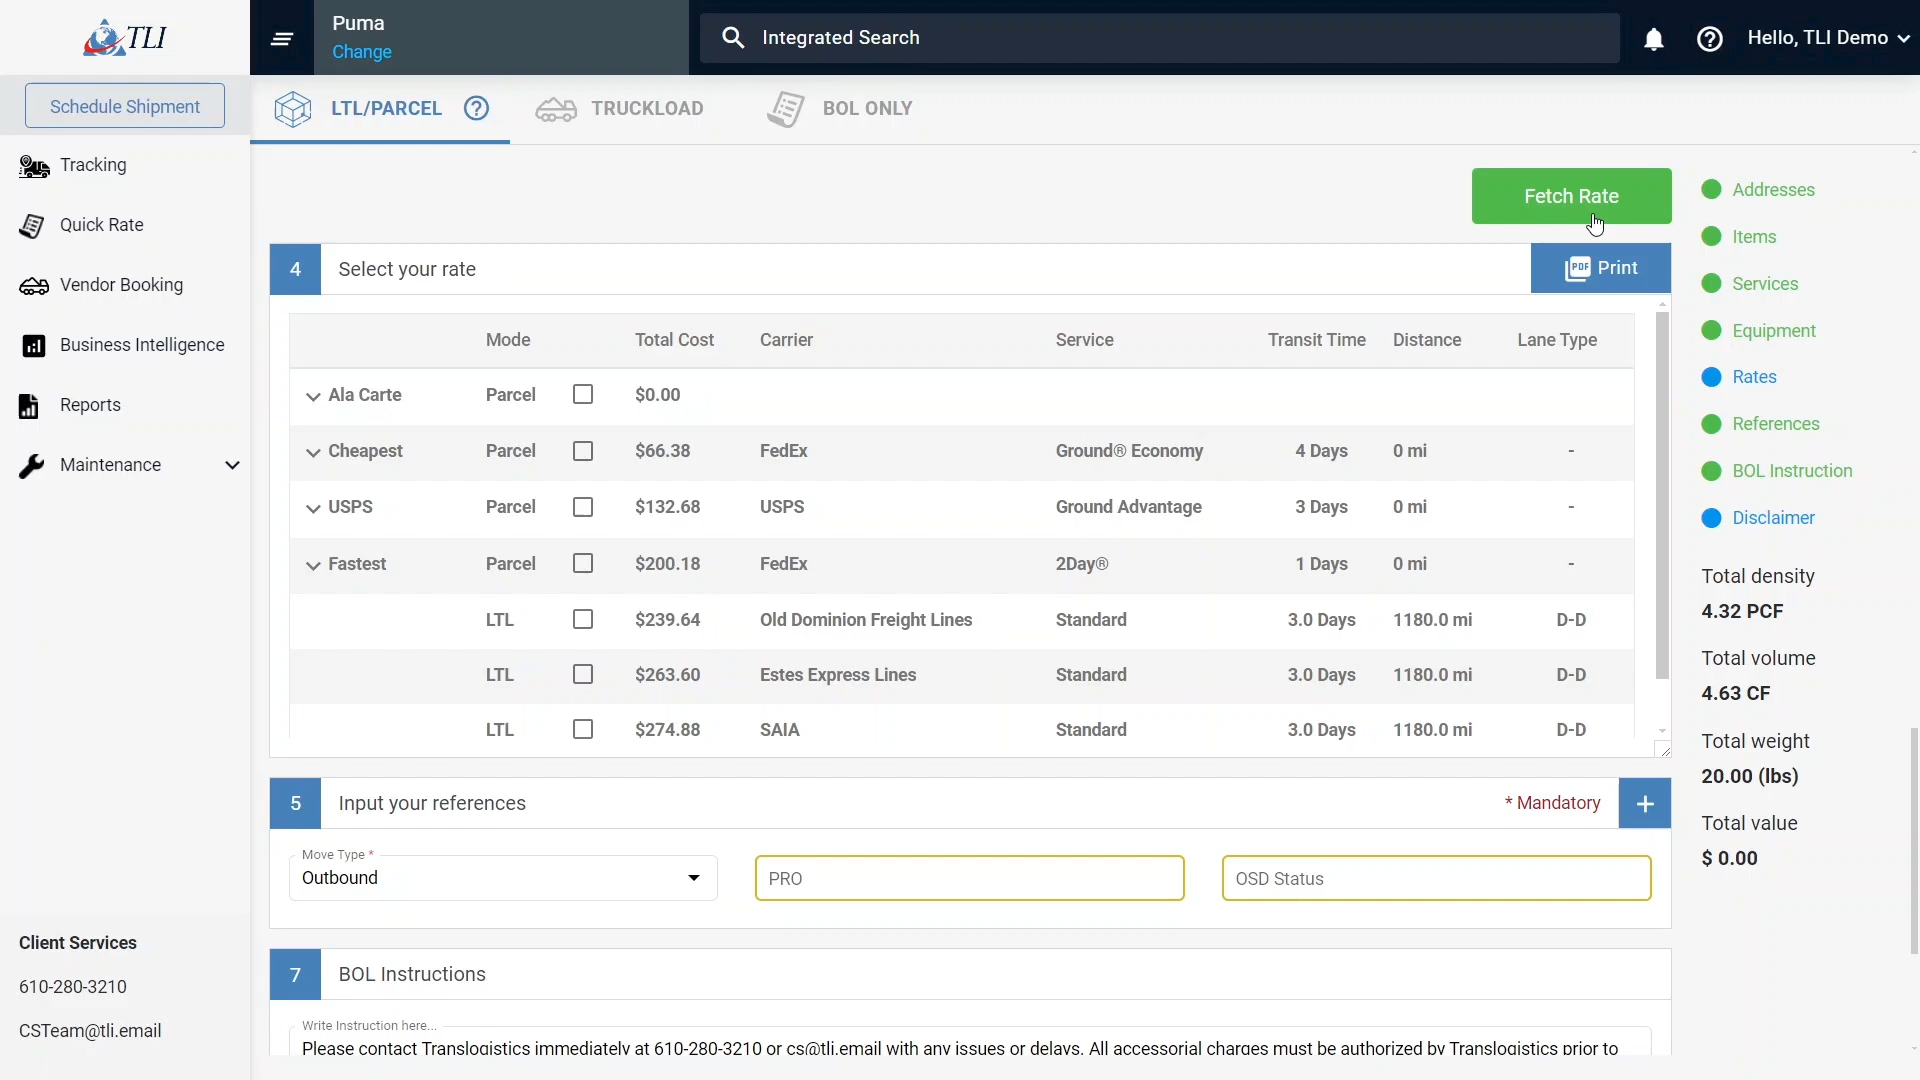 TLI
Puma
Change
Integrated Search
Hello, TLI Demo
Schedule Shipment
Tracking
Quick Rate
Vendor Booking
Business Intelligence
Reports
Maintenance
Client Services
610-280-3210
CSTeam@tli.email
LTL/PARCEL
TRUCKLOAD
BOL ONLY
Fetch Rate
4 Select your rate
PDF Print
Mode Total Cost Carrier Service Transit Time Distance Lane Type
Ala Carte Parcel $0.00
Cheapest Parcel $66.38 FedEx Ground® Economy 4 Days 0 mi -
USPS Parcel $132.68 USPS Ground Advantage 3 Days 0 mi -
Fastest Parcel $200.18 FedEx 2Day® 1 Days 0 mi -
LTL $239.64 Old Dominion Freight Lines Standard 3.0 Days 1180.0 mi D-D
LTL $263.60 Estes Express Lines Standard 3.0 Days 1180.0 mi D-D
LTL $274.88 SAIA Standard 3.0 Days 1180.0 mi D-D
5 Input your references
* Mandatory +
Move Type *
Outbound
PRO
OSD Status
7 BOL Instructions
Write Instruction here...
Please contact Translogistics immediately at 610-280-3210 or cs@tli.email with any issues or delays. All accessorial charges must be authorized by Translogistics prior to
Addresses
Items
Services
Equipment
Rates
References
BOL Instruction
Disclaimer
Total density
4.32 PCF
Total volume
4.63 CF
Total weight
20.00 (lbs)
Total value
$ 0.00